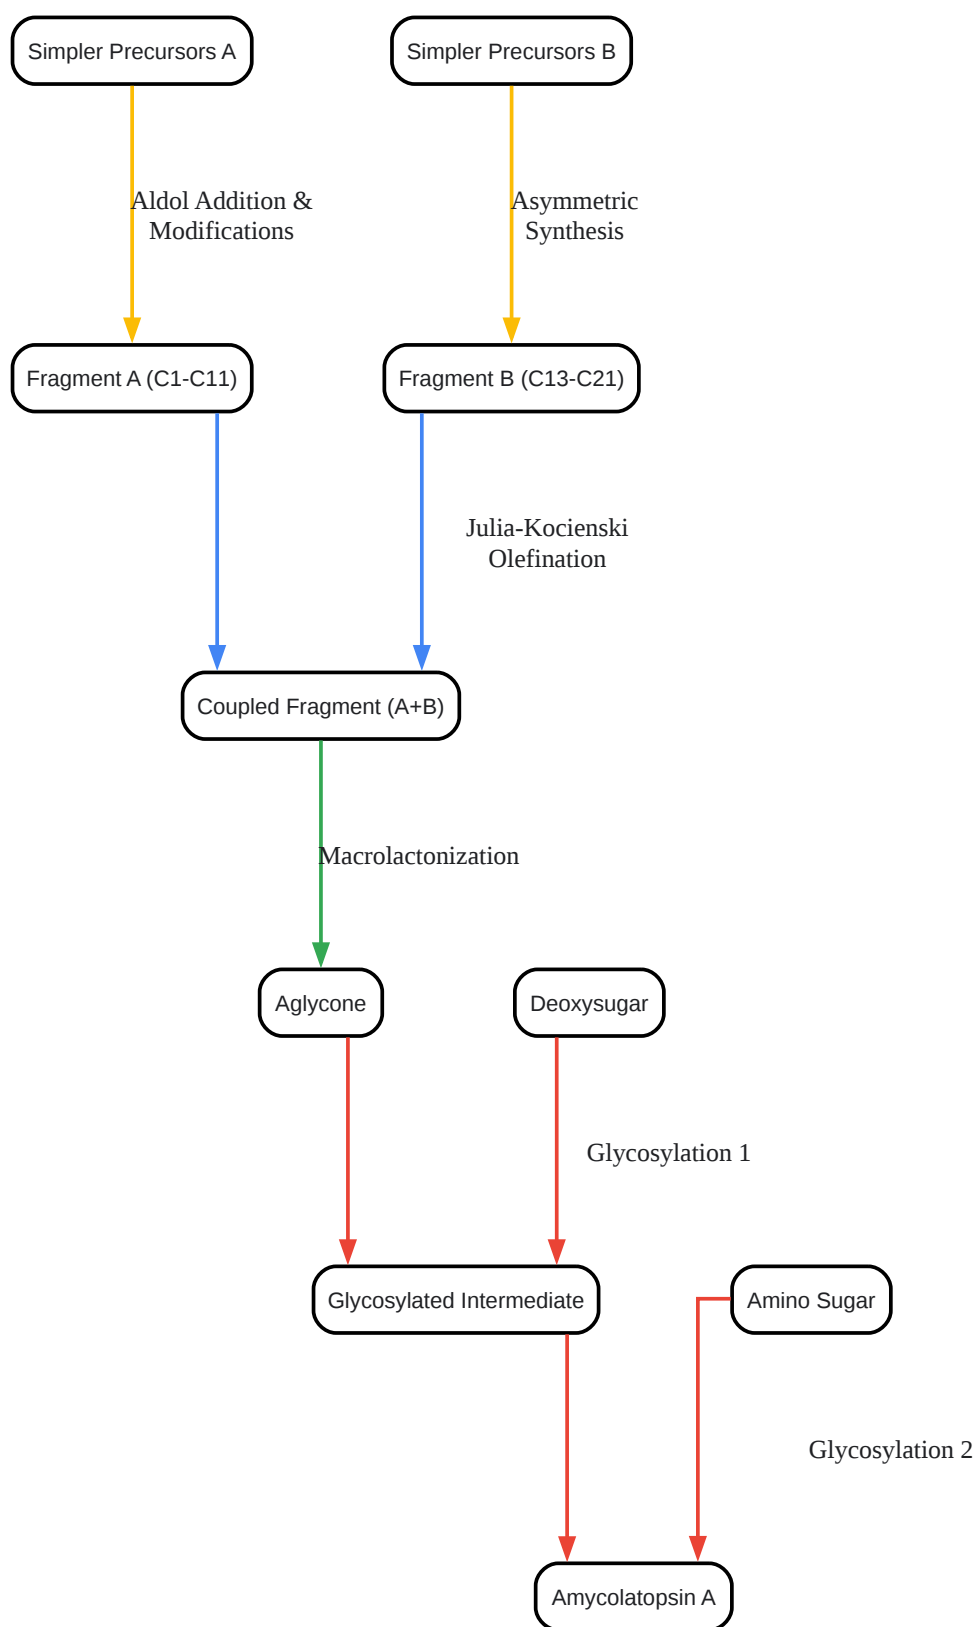 Simpler Precursors A
Simpler Precursors B
Aldol Addition &
Modifications
Asymmetric
Synthesis
Fragment A (C1-C11)
Fragment B (C13-C21)
Julia-Kocienski
Olefination
Coupled Fragment (A+B)
Macrolactonization
Aglycone
Deoxysugar
Glycosylation 1
Glycosylated Intermediate
Amino Sugar
Glycosylation 2
Amycolatopsin A